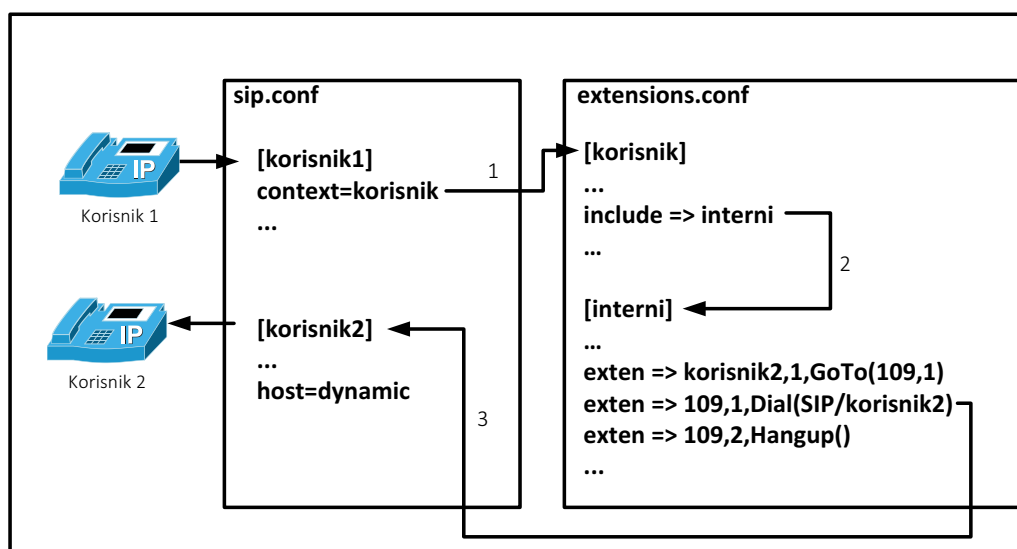 sip.conf
[korisnik1]
context=korisnik
...
[korisnik2]
...
host=dynamic
extensions.conf
[korisnik]
...
include => interni
...
[interni]
...
exten => korisnik2,1,GoTo(109,1)
exten => 109,1,Dial(SIP/korisnik2)
exten => 109,2,Hangup()
...
IP
Korisnik 1
IP
Korisnik 2
1
2
3